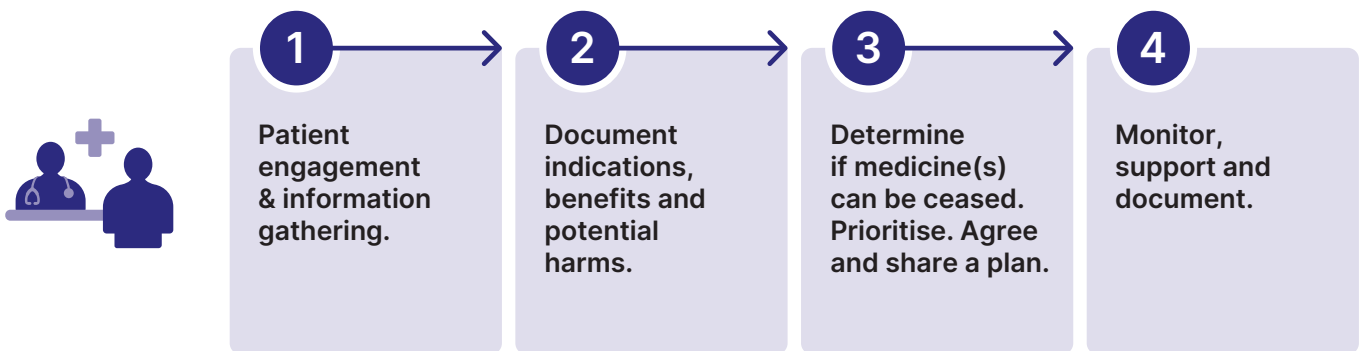 1
Patient
engagement
& information
gathering.
2
Document
indications,
benefits and
potential
harms.
3
Determine
if medicine(s)
can be ceased.
Prioritise. Agree
and share a plan.
4
Monitor,
support and
document.